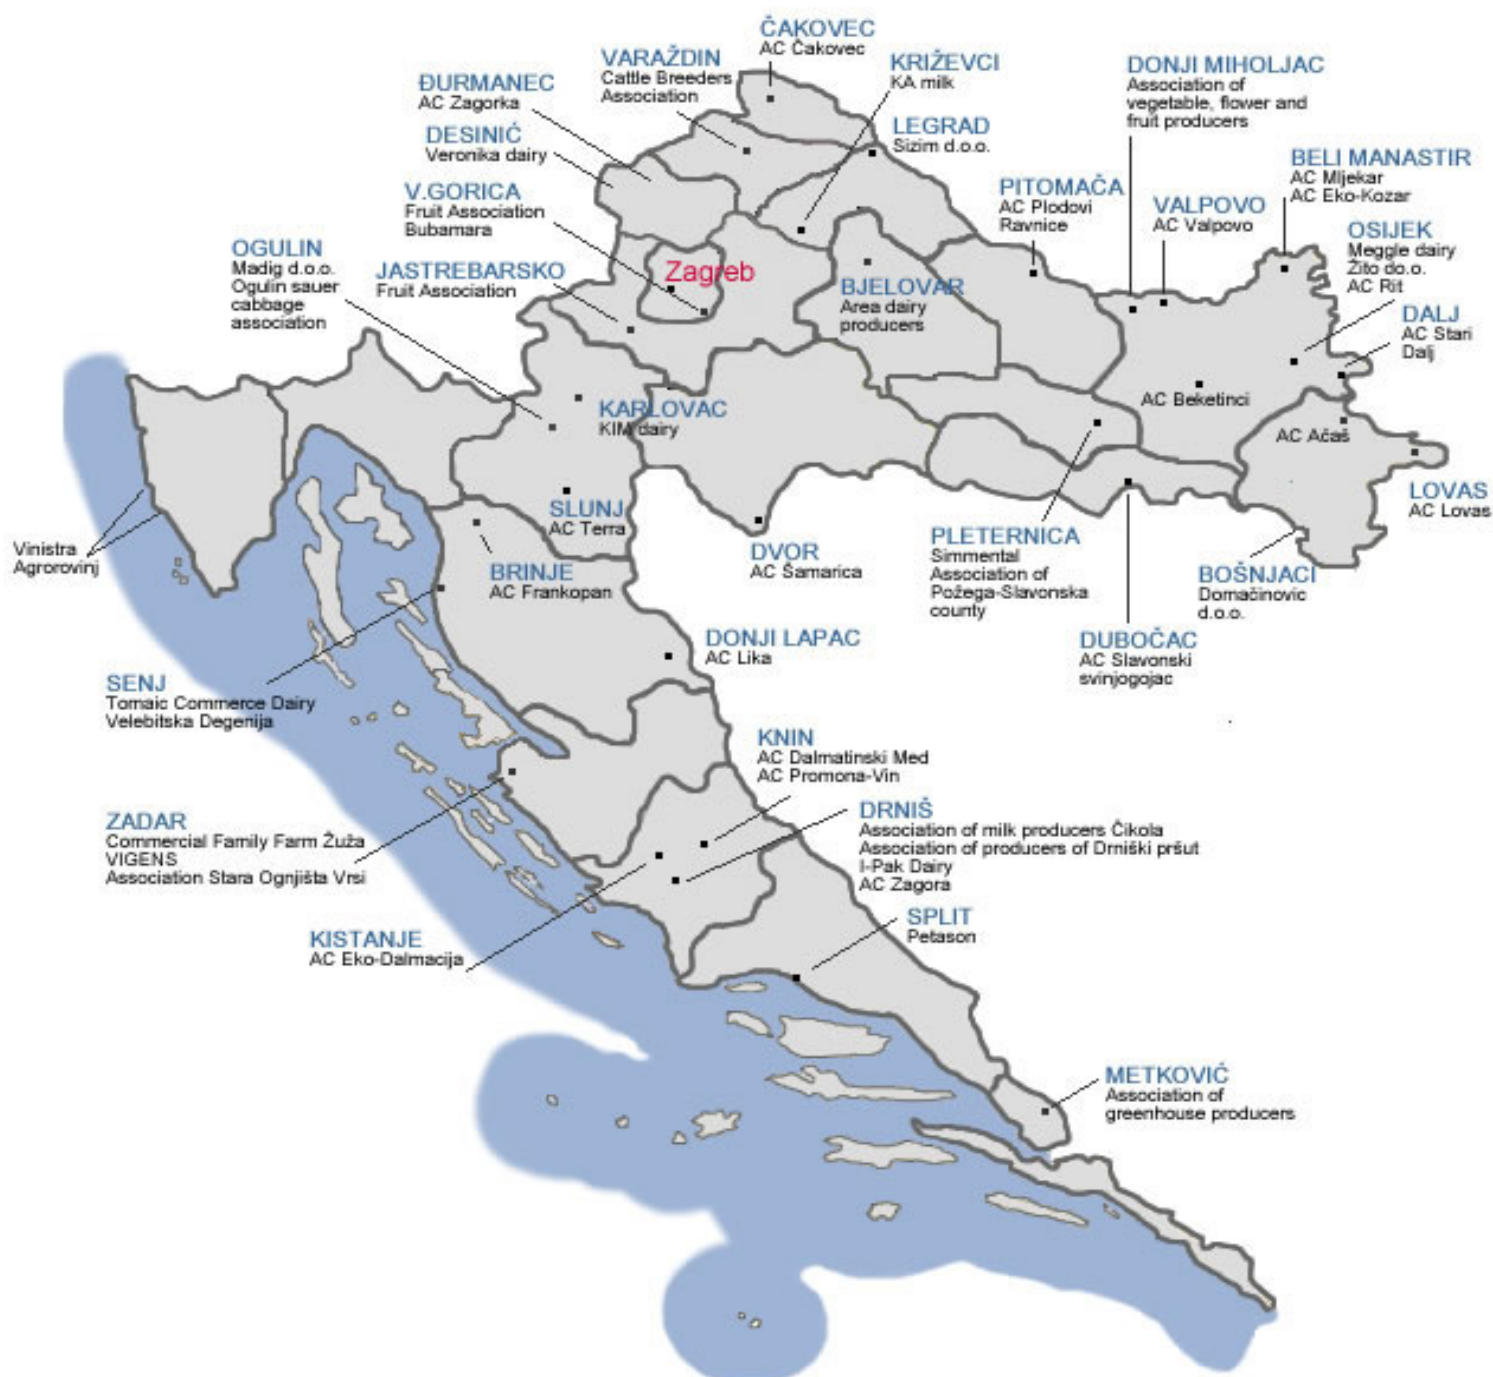 ČAKOVEC
AC Čakovec
VARAŽDIN
Cattle Breeders
Association
KRIŽEVCI
KA milk
DONJI MIHOLJAC
Association of
vegetable, flower and
fruit producers
ĐURMANEC
AC Zagorka
DESINIĆ
Veronika dairy
LEGRAD
Sizim d.o.o.
BELI MANASTIR
AC Mljekar
AC Eko-Kozar
V.GORICA
Fruit Association
Bubamara
PITOMAČA
AC Plodovi
Ravnice
VALPOVO
AC Valpovo
OSIJEK
Meggle dairy
Žito do.o.
AC Rit
OGULIN
Madig d.o.o.
Ogulin sauer
cabbage
association
JASTREBARSKO
Fruit Association
Zagreb
BJELOVAR
Area dairy
producers
DALJ
AC Stari
Dalj
AC Beketinci
KARLOVAC
KIM dairy
AC Ačaš
LOVAS
AC Lovas
SLUNJ
AC Terra
Vinistra
Agrorovinj
BRINJE
AC Frankopan
DVOR
AC Šamarica
PLETERNICA
Simmental
Association of
Požega-Slavonska
county
BOŠNJACI
Domačinovic
d.o.o.
DONJI LAPAC
AC Lika
DUBOČAC
AC Slavonski
svinjogojac
SENJ
Tomaic Commerce Dairy
Velebitska Degenija
KNIN
AC Dalmatinski Med
AC Promona-Vin
ZADAR
Commercial Family Farm Žuža
VIGENS
Association Stara Ognjišta Vrsi
DRNIŠ
Association of milk producers Čikola
Association of producers of Drniški pršut
I-Pak Dairy
AC Zagora
KISTANJE
AC Eko-Dalmacija
SPLIT
Petason
METKOVIĆ
Association of
greenhouse producers